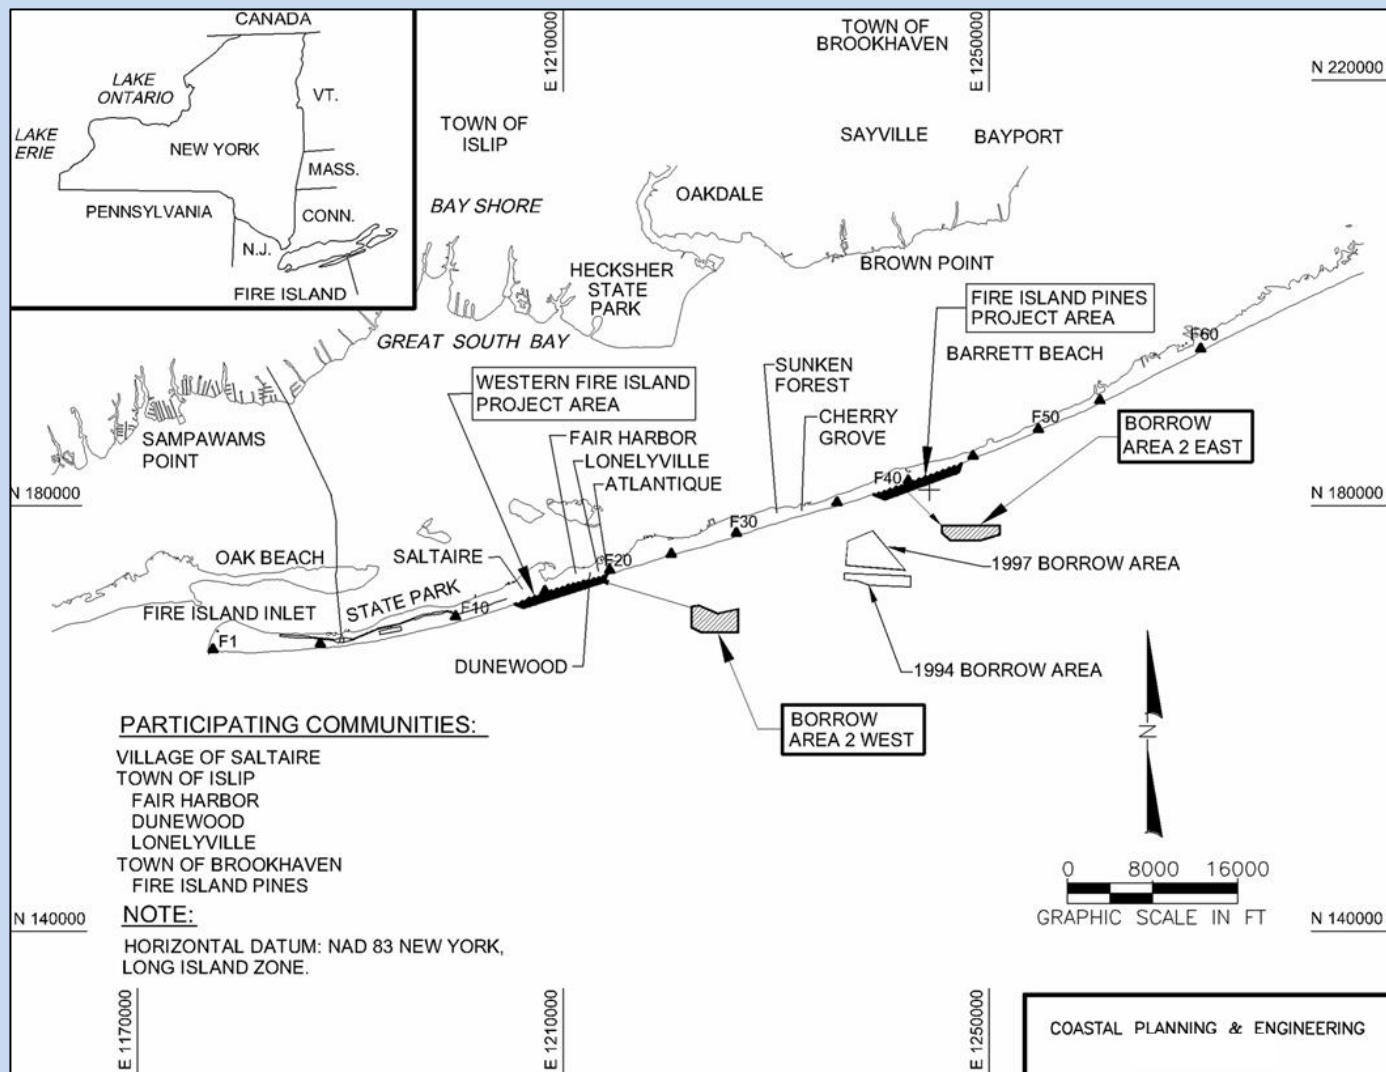 CANADA
LAKE
ONTARIO
VT.
LAKE
ERIE
NEW YORK
MASS.
PENNSYLVANIA
CONN.
N.J.
FIRE ISLAND
E 1210000
TOWN OF
BROOKHAVEN
E 1250000
N 220000
TOWN OF
ISLIP
SAYVILLE
BAYPORT
BAY SHORE
OAKDALE
HECKSHER
STATE
PARK
BROWN POINT
FIRE ISLAND PINES
PROJECT AREA
GREAT SOUTH BAY
BARRETT BEACH
F60
WESTERN FIRE ISLAND
PROJECT AREA
SUNKEN
FOREST
CHERRY
GROVE
F50
BORROW
AREA 2 EAST
SAMPAWAMS
POINT
FAIR HARBOR
LONELYVILLE
ATLANTIQUE
F40
N 180000
N 180000
F30
OAK BEACH
SALTAIRE
F20
1997 BORROW AREA
FIRE ISLAND INLET
STATE PARK
F10
F1
DUNEWOOD
1994 BORROW AREA
BORROW
AREA 2 WEST
N
PARTICIPATING COMMUNITIES:
VILLAGE OF SALTAIRE
TOWN OF ISLIP
FAIR HARBOR
DUNEWOOD
LONELYVILLE
TOWN OF BROOKHAVEN
FIRE ISLAND PINES
NOTE:
HORIZONTAL DATUM: NAD 83 NEW YORK,
LONG ISLAND ZONE.
0 8000 16000
GRAPHIC SCALE IN FT
N 140000
N 140000
E 1170000
E 1210000
E 1250000
COASTAL PLANNING & ENGINEERING